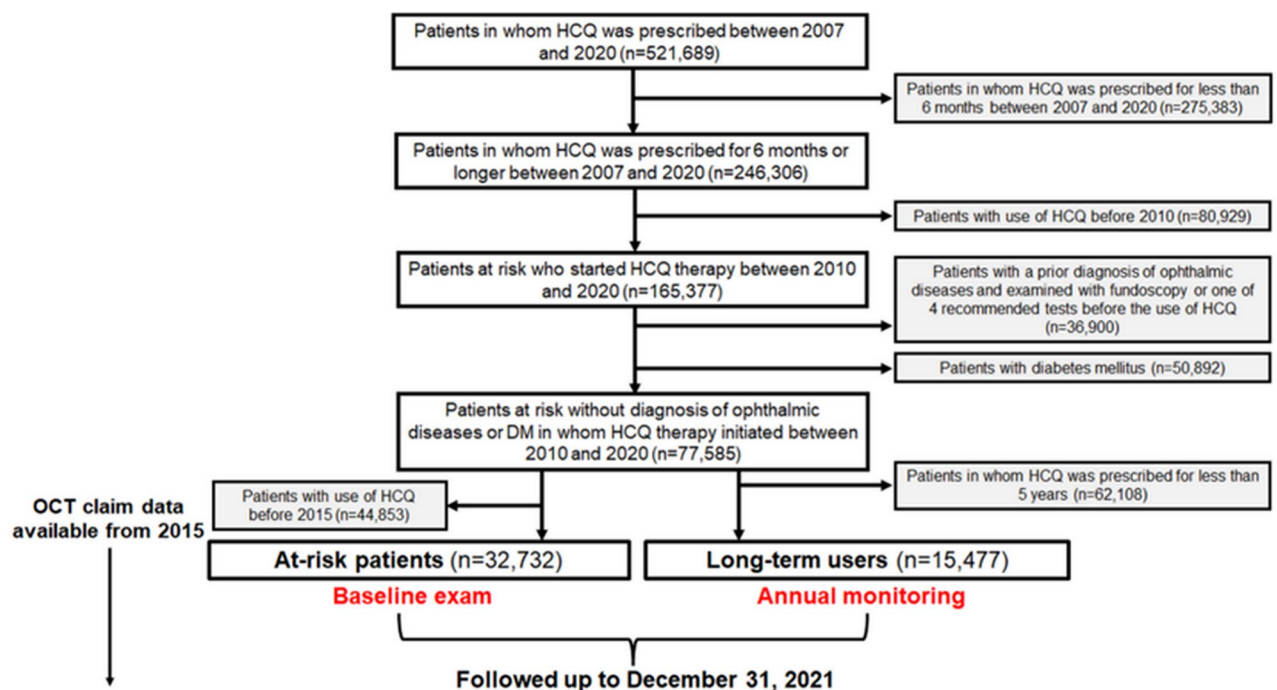 Patients in whom HCQ was prescribed between 2007
and 2020 (n=521,689)
Patients in whom HCQ was prescribed for less than
6 months between 2007 and 2020 (n=275,383)
Patients in whom HCQ was prescribed for 6 months or
longer between 2007 and 2020 (n=246,306)
Patients with use of HCQ before 2010 (n=80,929)
Patients at risk who started HCQ therapy between 2010
and 2020 (n=165,377)
Patients with a prior diagnosis of ophthalmic
diseases and examined with fundoscopy or one of
4 recommended tests before the use of HCQ
(n=36,900)
Patients with diabetes mellitus (n=50,892)
Patients at risk without diagnosis of ophthalmic
diseases or DM in whom HCQ therapy initiated between
2010 and 2020 (n=77,585)
Patients in whom HCQ was prescribed for less than
5 years (n=62,108)
Patients with use of HCQ
before 2015 (n=44,853)
OCT claim data
available from 2015
At-risk patients (n=32,732)
Long-term users (n=15,477)
Baseline exam
Annual monitoring
Followed up to December 31, 2021